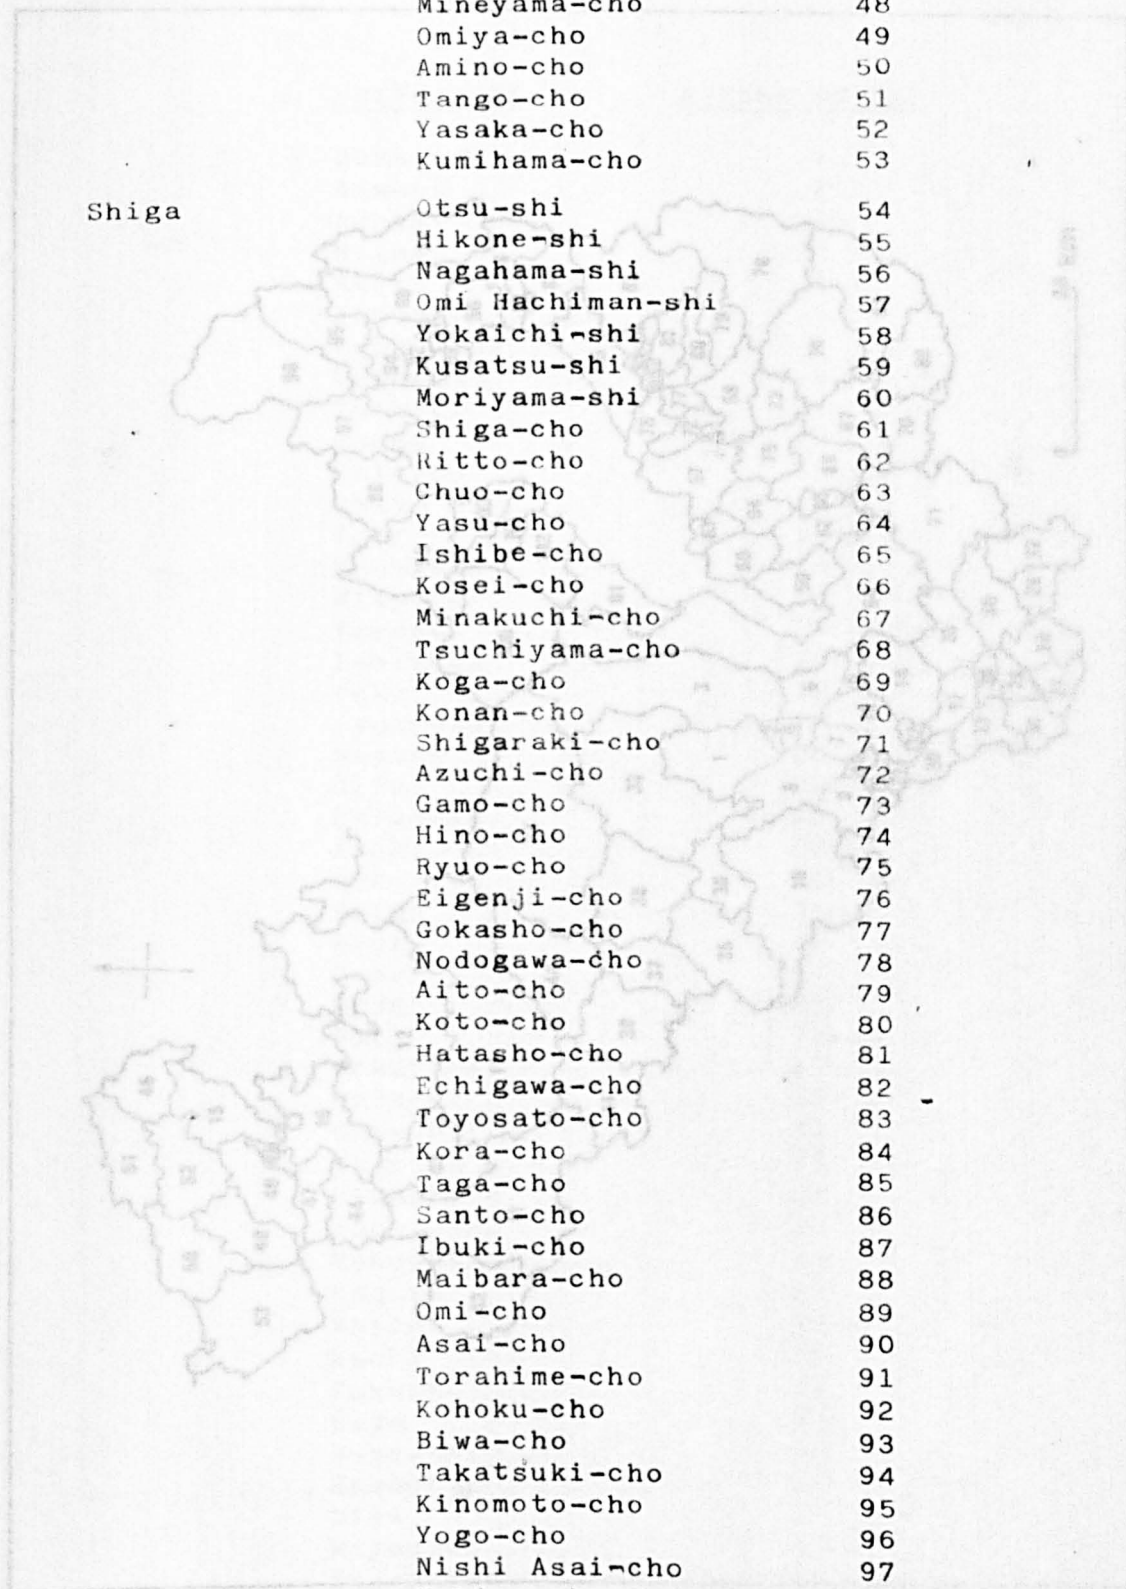 Mineyama-cho 48
Omiya-cho 49
Amino-cho 50
Tango-cho 51
Yasaka-cho 52
Kumihama-cho 53
Shiga Otsu-shi 54
Hikone-shi 55
Nagahama-shi 56
Omi Hachiman-shi 57
Yokaichi-shi 58
Kusatsu-shi 59
Moriyama-shi 60
Shiga-cho 61
Ritto-cho 62
Chuo-cho 63
Yasu-cho 64
Ishibe-cho 65
Kosei-cho 66
Minakuchi-cho 67
Tsuchiyama-cho 68
Koga-cho 69
Konan-cho 70
Shigaraki-cho 71
Azuchi-cho 72
Gamo-cho 73
Hino-cho 74
Ryuo-cho 75
Eigenji-cho 76
Gokasho-cho 77
Nodogawa-cho 78
Aito-cho 79
Koto-cho 80
Hatasho-cho 81
Echigawa-cho 82
Toyosato-cho 83
Kora-cho 84
Taga-cho 85
Santo-cho 86
Ibuki-cho 87
Maibara-cho 88
Omi-cho 89
Asai-cho 90
Torahime-cho 91
Kohoku-cho 92
Biwa-cho 93
Takatsuki-cho 94
Kinomoto-cho 95
Yogo-cho 96
Nishi Asai-cho 97